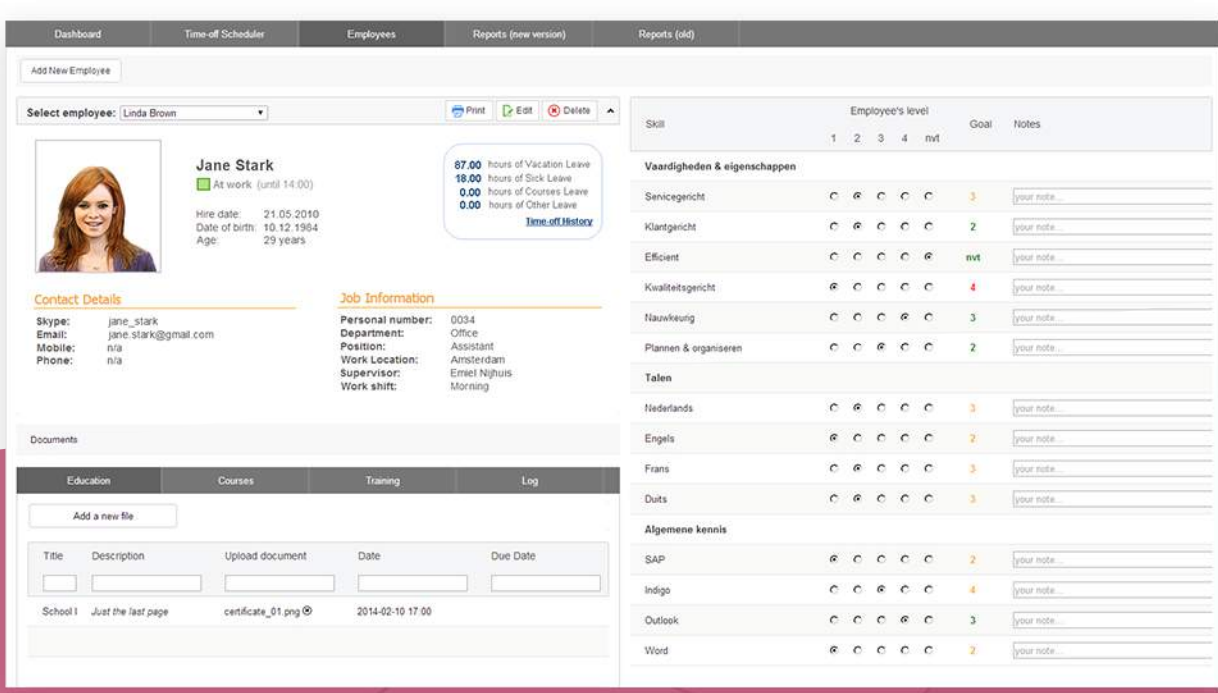 Dashboard Time-off Scheduler Employees Reports (new version) Reports (old)
Add New Employee
Select employee: Linda Brown Print Edit Delete
Jane Stark
At work (until 14:00)
Hire date: 21.05.2010
Date of birth: 10.12.1984
Age: 29 years
87.00 hours of Vacation Leave
18.00 hours of Sick Leave
0.00 hours of Courses Leave
0.00 hours of Other Leave
Time-off History
Contact Details
Skype: jane_stark
Email: jane.stark@gmail.com
Mobile: n/a
Phone: n/a
Job Information
Personal number: 0034
Department: Office
Position: Assistant
Work Location: Amsterdam
Supervisor: Emiel Nijhuis
Work shift: Morning
Documents
Education Courses Training Log
Add a new file
Title Description Upload document Date Due Date
School I Just the last page certificate_01.png 2014-02-10 17:00
Skill Employee's level Goal Notes
1 2 3 4 nvt
Vaardigheden & eigenschappen
Servicegericht 3 your note...
Klantgericht 2 your note...
Efficient nvt your note...
Kwaliteitsgericht 4 your note...
Nauwkeurig 3 your note...
Plannen & organiseren 2 your note...
Talen
Nederlands 3 your note...
Engels 2 your note...
Frans 3 your note...
Duits 3 your note...
Algemene kennis
SAP 2 your note...
Indigo 4 your note...
Outlook 3 your note...
Word 2 your note...